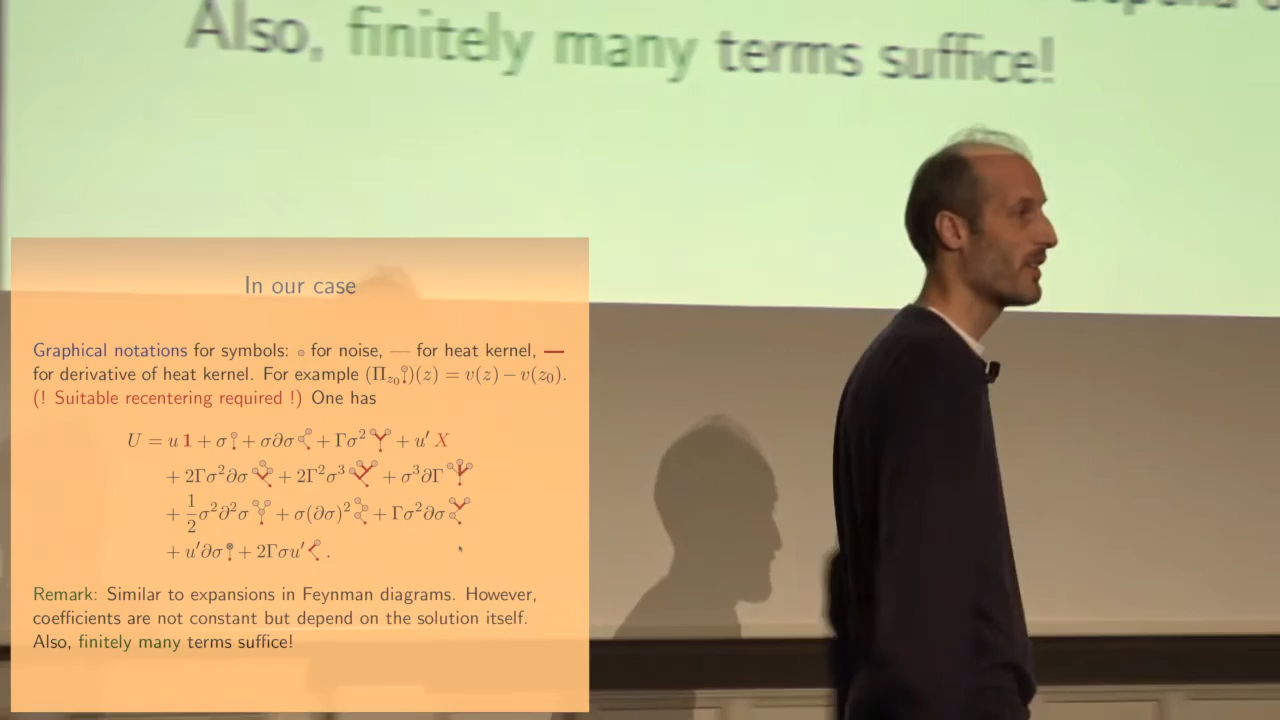 depend o
Also, finitely many terms suffice!
In our case
Graphical notations for symbols: for noise, — for heat kernel, —
for derivative of heat kernel. For example (Π_{z₀})(z) = v(z) − v(z₀).
(! Suitable recentering required !) One has
U = u 1 + σ + σ∂σ + Γσ² + u′ X
+ 2Γσ²∂σ + 2Γ²σ³ + σ³∂Γ
+ 1/2 σ²∂²σ + σ(∂σ)² + Γσ²∂σ
+ u′∂σ + 2Γσu′ .
Remark: Similar to expansions in Feynman diagrams. However,
coefficients are not constant but depend on the solution itself.
Also, finitely many terms suffice!